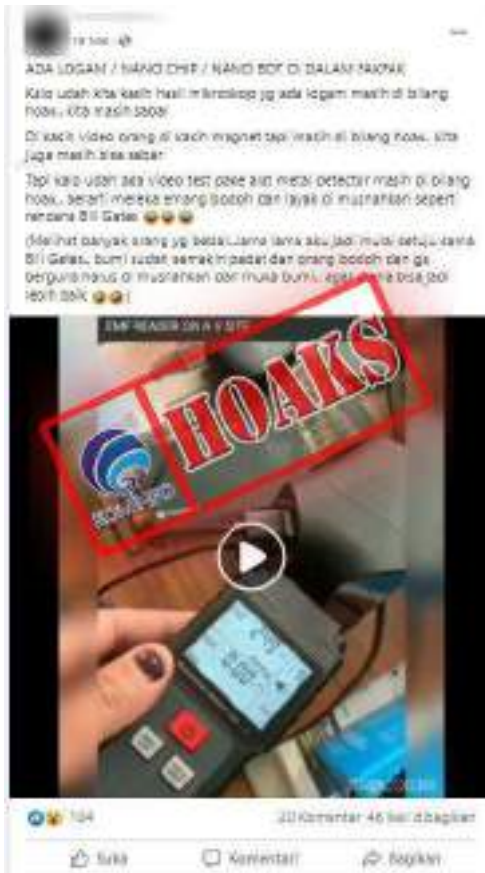 ADA LOGAM / NANO CHIP / NANO BOT DI DALAM PAKPAK
Kalo udah kita kasih hasil mikroskop yg ada logam masih di bilang
hoax.. kita masih sabar
Di kasih video orang di kasih magnet tapi masih di bilang hoax.. kita
juga masih bisa sabar
Tapi kalo udah ada video test pake alat metal detector masih di bilang
hoax.. berarti mereka emang bodoh dan layak di musnahkan seperti
rencana Bill Gates
(Melihat banyak orang yg bebal..lama lama aku jadi mulai setuju sama
Bill Gates.. bumi sudah semakin padat dan orang bodoh dan ga
berguna harus di musnahkan dari muka bumi.. agar dunia bisa jadi
lebih baik
EMF READER ON A V SITE
HOAKS
KOMINFO
104
20 Komentar 46 kali dibagikan
Suka
Komentari
Bagikan